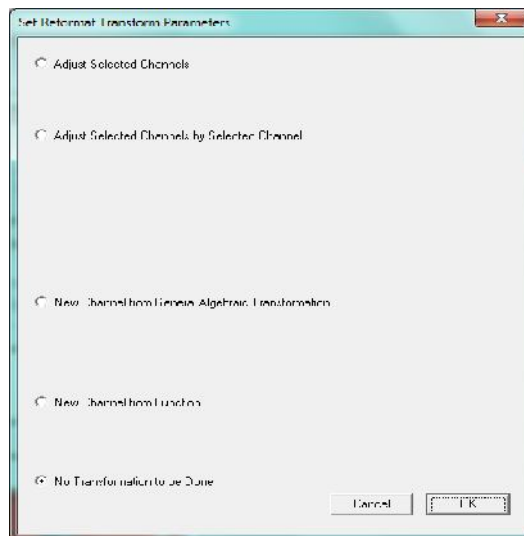 Set Reformat Transform Parameters
Adjust Selected Channels
Adjust Selected Channels by Selected Channel
New Channel from General Algebraic Transformation
New Channel from Function
No Transformation to be Done
Cancel
OK